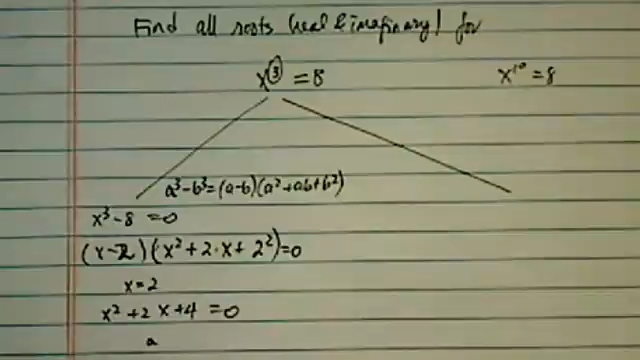 Find all roots (real & imaginary) for
x³ = 8
x¹⁰ = 8
a³-b³=(a-b)(a²+ab+b²)
x³-8 =0
(x-2)(x²+2·x+2²)=0
x=2
x²+2x+4 =0
a